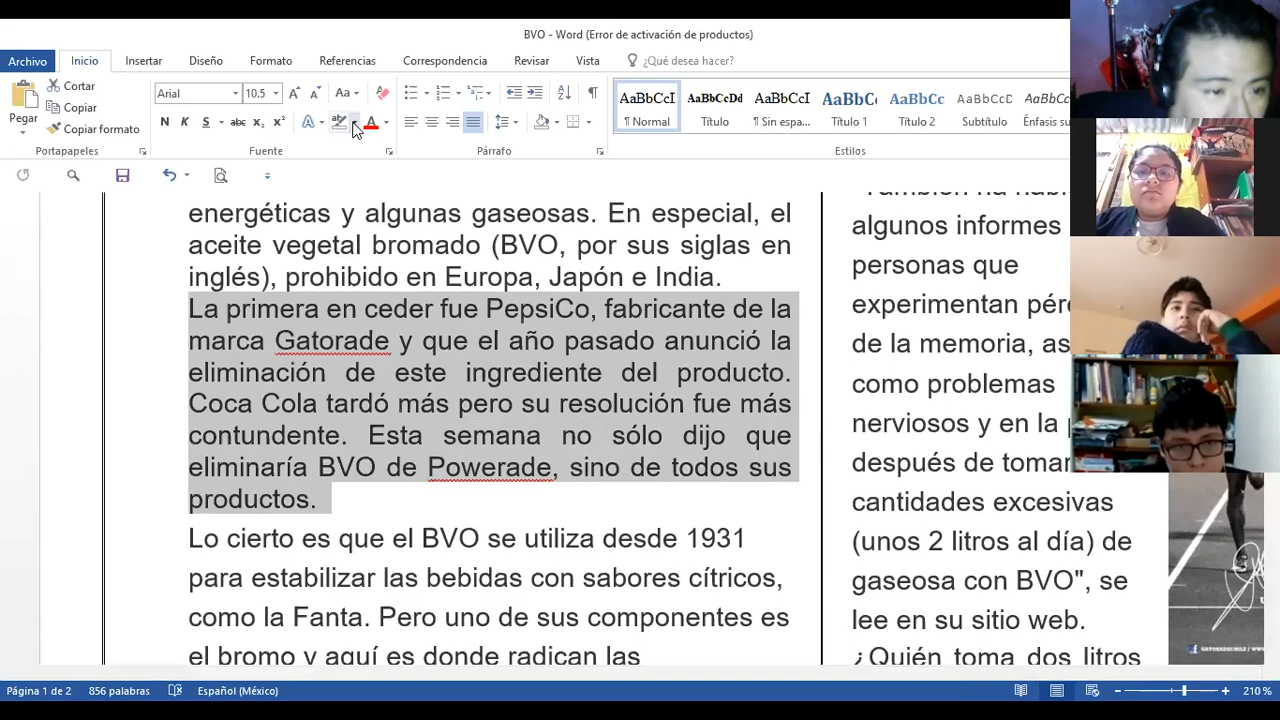 BVO - Word (Error de activación de productos)
Archivo Inicio Insertar Diseño Formato Referencias Correspondencia Revisar Vista ¿Qué desea hacer?
Pegar
Cortar
Copiar
Copiar formato
Portapapeles
Arial 10.5 A A Aa
N K S abc x₂ x² A A
Fuente
Párrafo
AaBbCcI AaBbCcDd AaBbCcI AaBbC AaBbCc AaBbCcD AaBbCcI
¶ Normal Título ¶ Sin espa... Título 1 Título 2 Subtítulo Énfasis su
Estilos
energéticas y algunas gaseosas. En especial, el
aceite vegetal bromado (BVO, por sus siglas en
inglés), prohibido en Europa, Japón e India.
La primera en ceder fue PepsiCo, fabricante de la
marca Gatorade y que el año pasado anunció la
eliminación de este ingrediente del producto.
Coca Cola tardó más pero su resolución fue más
contundente. Esta semana no sólo dijo que
eliminaría BVO de Powerade, sino de todos sus
productos.
Lo cierto es que el BVO se utiliza desde 1931
para estabilizar las bebidas con sabores cítricos,
como la Fanta. Pero uno de sus componentes es
el bromo y aquí es donde radican las
"También ha
algunos informes
personas que
experimentan pér
de la memoria, as
como problemas
nerviosos y en la
después de tomar
cantidades excesivas
(unos 2 litros al día) de
gaseosa con BVO", se
lee en su sitio web.
¿Quién toma dos litros
GATORADECHILE
Página 1 de 2 856 palabras Español (México) 210 %